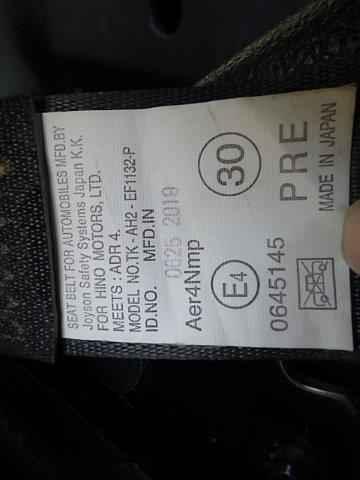 SEAT BELT FOR AUTOMOBILES MFD.BY
Joyson Safety Systems Japan K.K.
FOR HINO MOTORS, LTD.
MEETS : ADR 4.
MODEL NO.TK - AH2 - EF1132-P
ID.NO. MFD.IN
0625 2019
Aer4Nmp
30
E4
0645145 PRE
MADE IN JAPAN